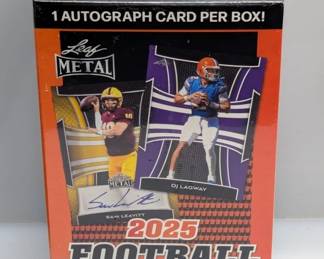 1 AUTOGRAPH CARD PER BOX!
Leaf
METAL
DJ LAGWAY
METAL
SAM LEAVITT
2025
FOOTBALL